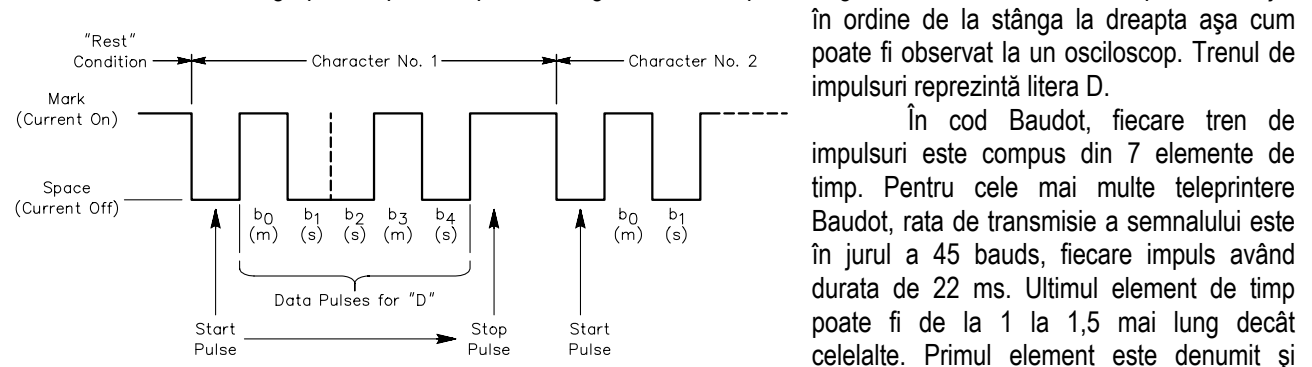 în ordine de la stânga la dreapta aşa cum
poate fi observat la un osciloscop. Trenul de
impulsuri reprezintă litera D.
În cod Baudot, fiecare tren de
impulsuri este compus din 7 elemente de
timp. Pentru cele mai multe teleprintere
Baudot, rata de transmisie a semnalului este
în jurul a 45 bauds, fiecare impuls având
durata de 22 ms. Ultimul element de timp
poate fi de la 1 la 1,5 mai lung decât
celelalte. Primul element este denumit şi
"Rest"
Condition
Character No. 1
Character No. 2
Mark
(Current On)
Space
(Current Off)
b0 b1 b2 b3 b4
(m) (s) (s) (m) (s)
b0 b1
(m) (s)
Data Pulses for "D"
Start
Pulse
Stop
Pulse
Start
Pulse